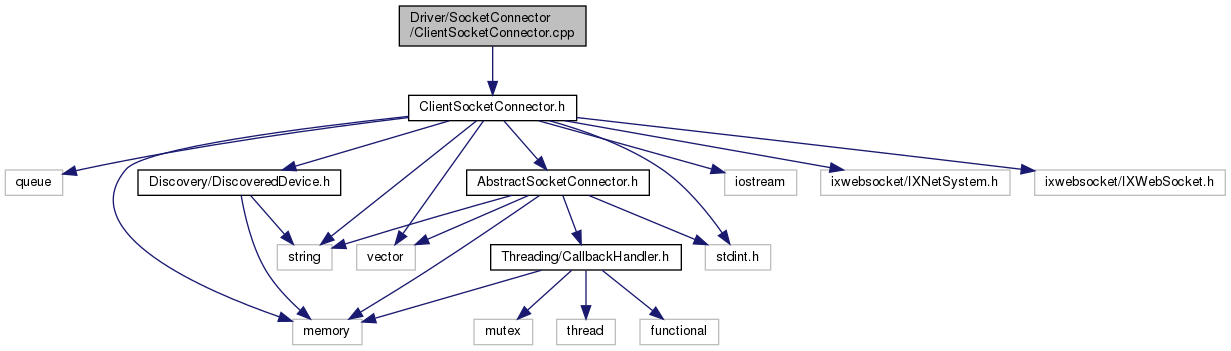 Driver/SocketConnector
/ClientSocketConnector.cpp
ClientSocketConnector.h
queue
Discovery/DiscoveredDevice.h
AbstractSocketConnector.h
iostream
ixwebsocket/IXNetSystem.h
ixwebsocket/IXWebSocket.h
string
vector
Threading/CallbackHandler.h
stdint.h
memory
mutex
thread
functional